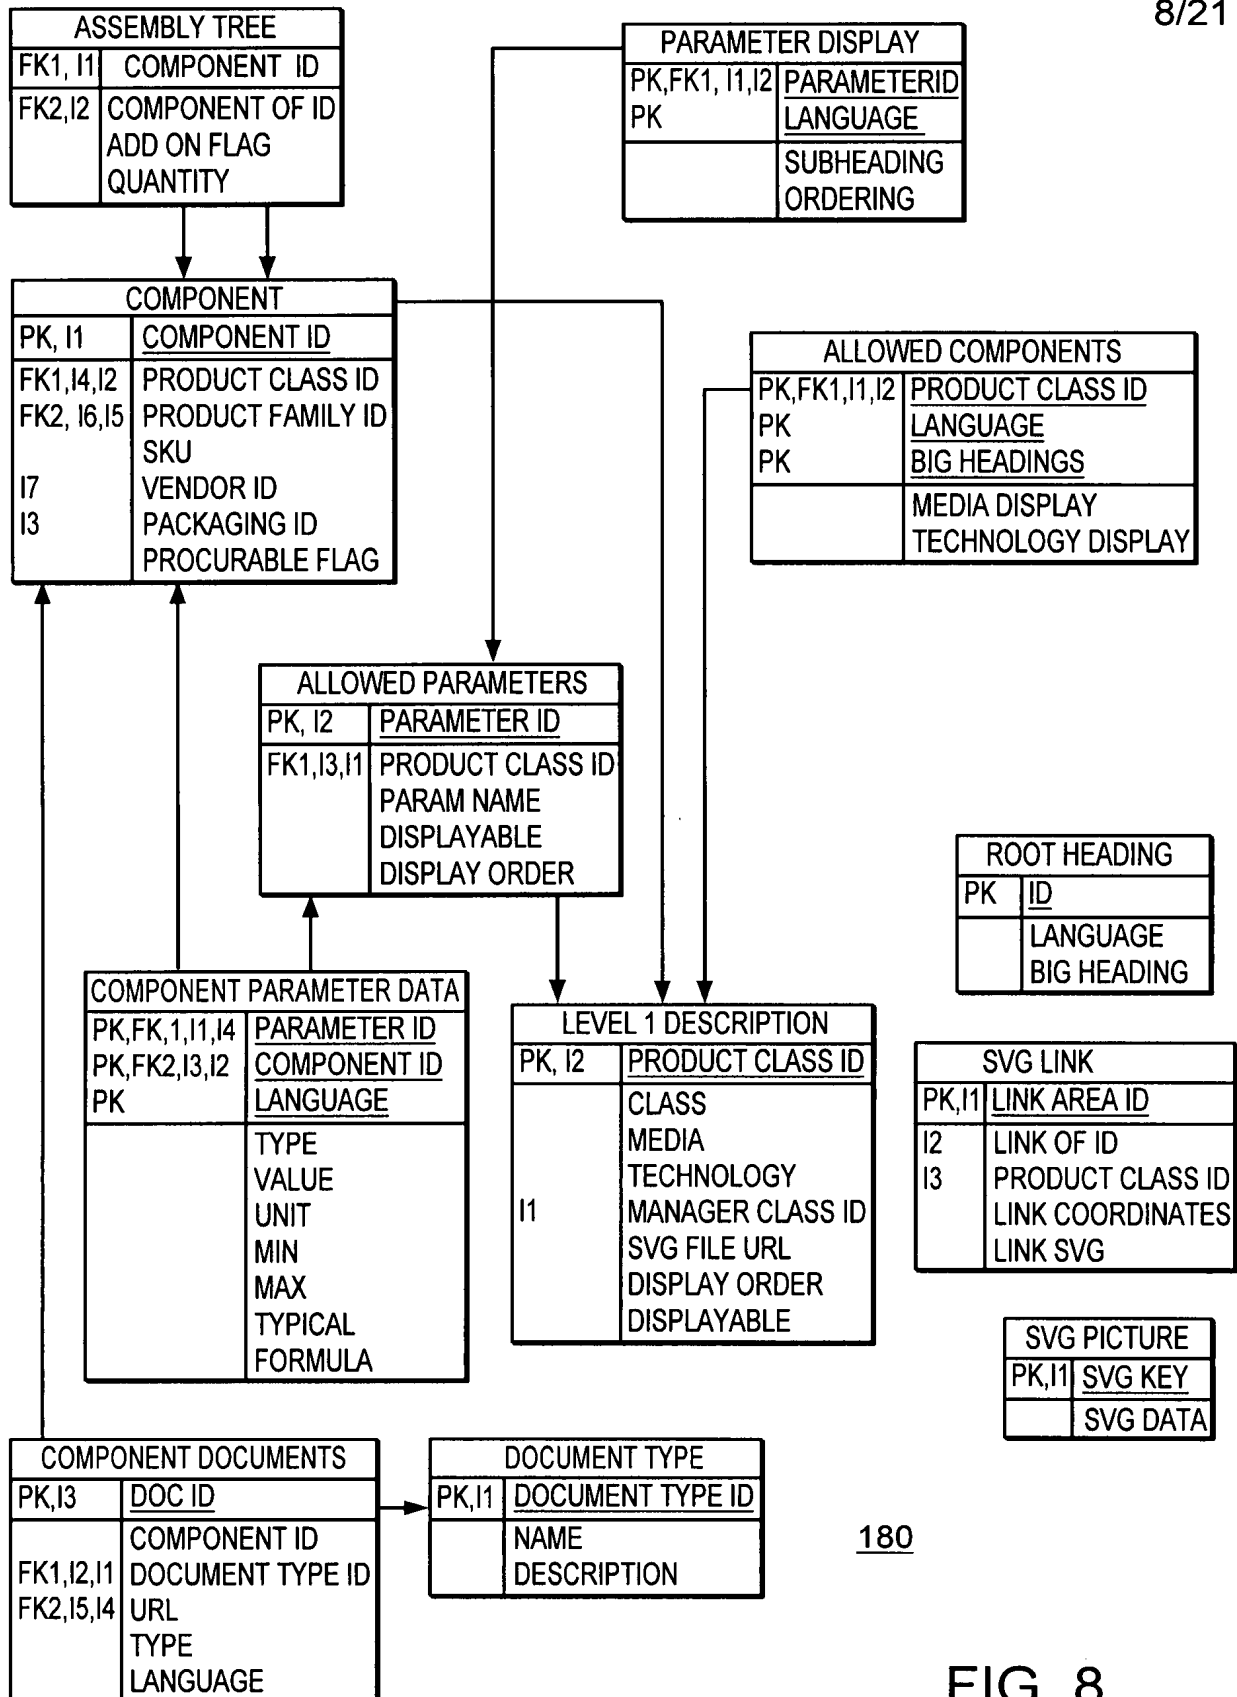 8/21
ASSEMBLY TREE
FK1, I1 COMPONENT ID
FK2,I2 COMPONENT OF ID
ADD ON FLAG
QUANTITY
PARAMETER DISPLAY
PK,FK1, I1,I2 PARAMETERID
PK LANGUAGE
SUBHEADING
ORDERING
COMPONENT
PK, I1 COMPONENT ID
FK1,I4,I2 PRODUCT CLASS ID
FK2, I6,I5 PRODUCT FAMILY ID
SKU
I7 VENDOR ID
I3 PACKAGING ID
PROCURABLE FLAG
ALLOWED COMPONENTS
PK,FK1,I1,I2 PRODUCT CLASS ID
PK LANGUAGE
PK BIG HEADINGS
MEDIA DISPLAY
TECHNOLOGY DISPLAY
ALLOWED PARAMETERS
PK, I2 PARAMETER ID
FK1,I3,I1 PRODUCT CLASS ID
PARAM NAME
DISPLAYABLE
DISPLAY ORDER
ROOT HEADING
PK ID
LANGUAGE
BIG HEADING
COMPONENT PARAMETER DATA
PK,FK,1,I1,I4 PARAMETER ID
PK,FK2,I3,I2 COMPONENT ID
PK LANGUAGE
TYPE
VALUE
UNIT
MIN
MAX
TYPICAL
FORMULA
LEVEL 1 DESCRIPTION
PK, I2 PRODUCT CLASS ID
CLASS
MEDIA
TECHNOLOGY
I1 MANAGER CLASS ID
SVG FILE URL
DISPLAY ORDER
DISPLAYABLE
SVG LINK
PK,I1 LINK AREA ID
I2 LINK OF ID
I3 PRODUCT CLASS ID
LINK COORDINATES
LINK SVG
SVG PICTURE
PK,I1 SVG KEY
SVG DATA
COMPONENT DOCUMENTS
PK,I3 DOC ID
COMPONENT ID
FK1,I2,I1 DOCUMENT TYPE ID
FK2,I5,I4 URL
TYPE
LANGUAGE
DOCUMENT TYPE
PK,I1 DOCUMENT TYPE ID
NAME
DESCRIPTION
180
FIG. 8